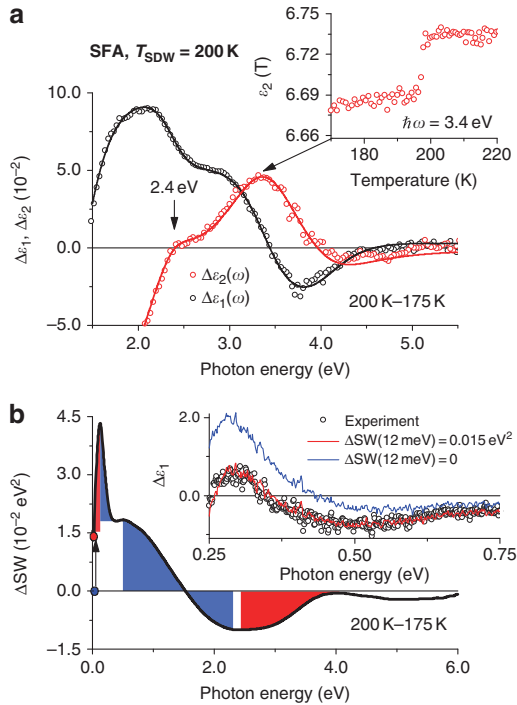 a
SFA, T_SDW = 200 K
6.75
6.72
6.69
6.66
ε₂ (T)
ħω = 3.4 eV
180
200
220
Temperature (K)
10.0
5.0
0.0
−5.0
Δε₁, Δε₂ (10⁻²)
2.4 eV
Δε₂(ω)
Δε₁(ω)
200 K–175 K
2.0
3.0
4.0
5.0
Photon energy (eV)
b
4.5
3.0
1.5
0.0
−1.5
ΔSW (10⁻² eV²)
2.0
0.0
Δε₁
Experiment
ΔSW(12 meV) = 0.015 eV²
ΔSW(12 meV) = 0
0.25
0.50
0.75
Photon energy (eV)
200 K–175 K
0.0
2.0
4.0
6.0
Photon energy (eV)